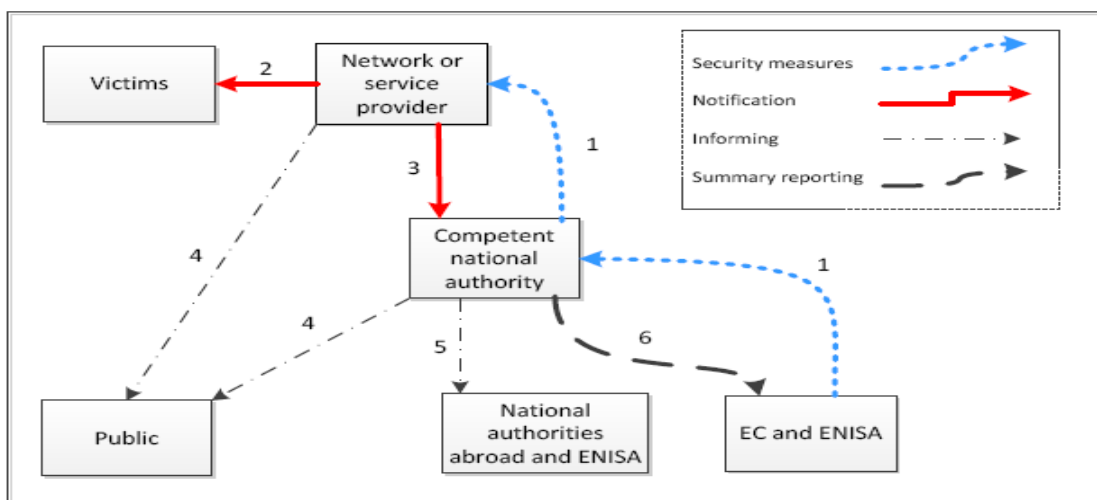 Victims
2
Network or
service
provider
1
3
Security measures
Notification
Informing
Summary reporting
4
Competent
national
authority
1
4
5
6
Public
National
authorities
abroad and ENISA
EC and ENISA